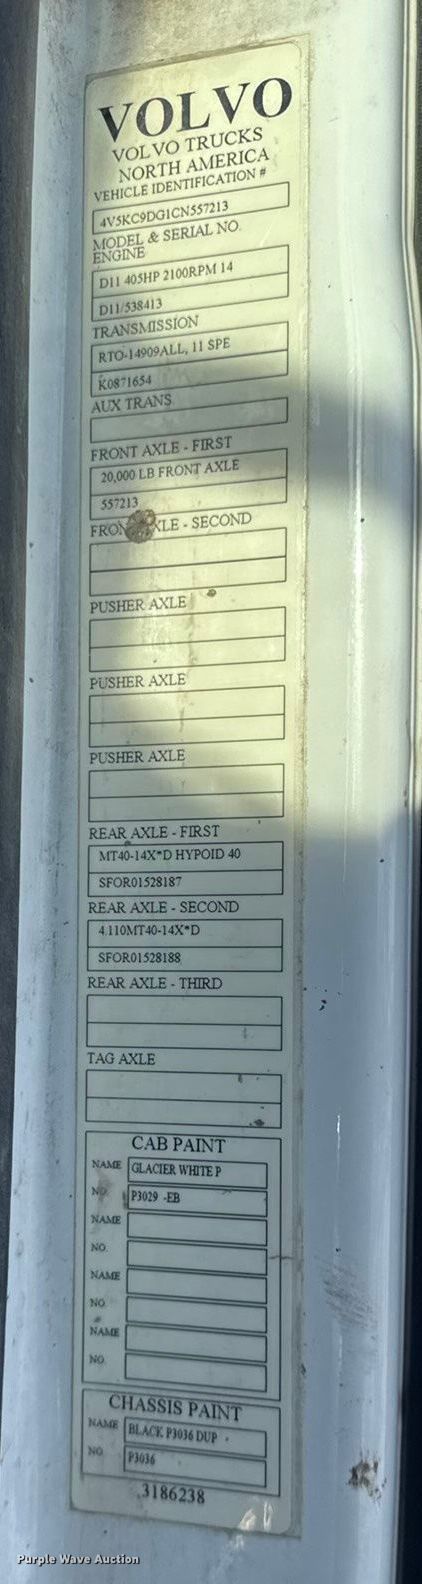 VOLVO
VOLVO TRUCKS
NORTH AMERICA
VEHICLE IDENTIFICATION #
4V5KC9DG1CN557213
MODEL & SERIAL NO.
ENGINE
D11 405HP 2100RPM 14
D11/538413
TRANSMISSION
RTO-14909ALL, 11 SPE
K0871654
AUX TRANS
FRONT AXLE - FIRST
20,000 LB FRONT AXLE
557213
FRON XLE - SECOND
PUSHER AXLE
PUSHER AXLE
PUSHER AXLE
REAR AXLE - FIRST
MT40-14X*D HYPOID 40
SFOR01528187
REAR AXLE - SECOND
4.110MT40-14X*D
SFOR01528188
REAR AXLE - THIRD
TAG AXLE
CAB PAINT
NAME GLACIER WHITE P
NO. P3029 -EB
NAME
NO.
NAME
NO.
NAME
NO.
CHASSIS PAINT
NAME BLACK P3036 DUP
NO. P3036
3186238
Purple Wave Auction